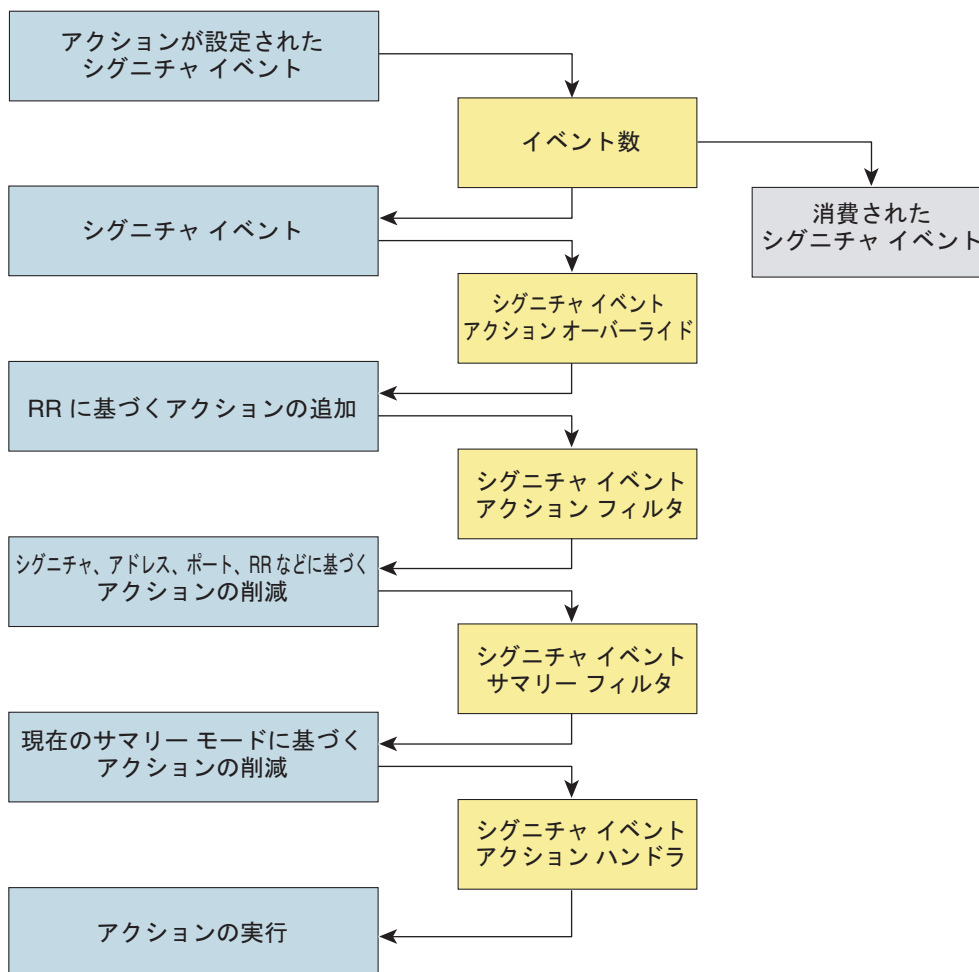 アクションが設定された
シグニチャ イベント
イベント数
消費された
シグニチャ イベント
シグニチャ イベント
シグニチャ イベント
アクション オーバーライド
RR に基づくアクションの追加
シグニチャ イベント
アクション フィルタ
シグニチャ、アドレス、ポート、RR などに基づく
アクションの削減
シグニチャ イベント
サマリー フィルタ
現在のサマリー モードに基づく
アクションの削減
シグニチャ イベント
アクション ハンドラ
アクションの実行